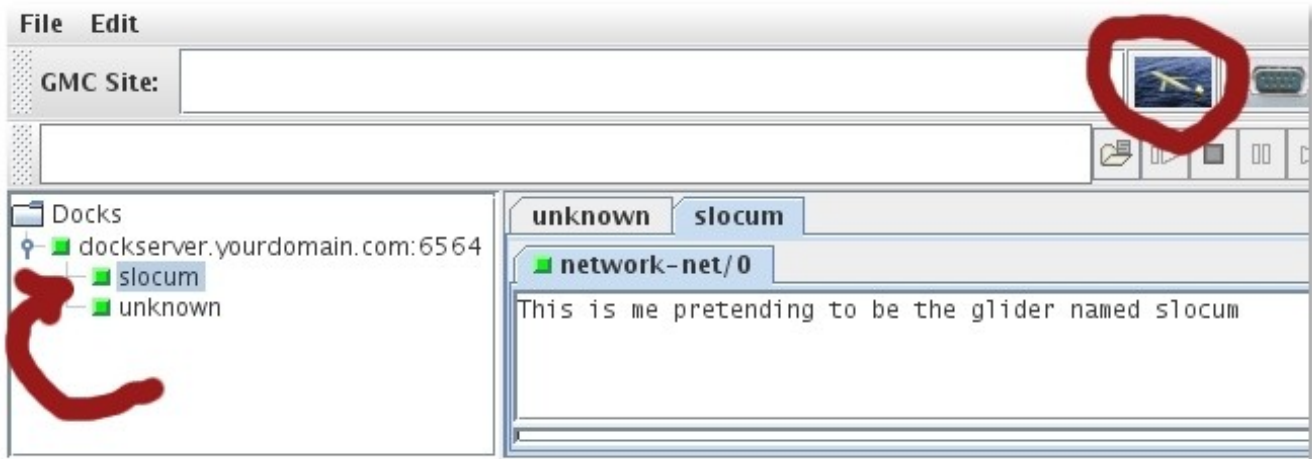 File Edit
GMC Site:
Docks
dockserver.yourdomain.com:6564
slocum
unknown
unknown slocum
network-net/0
This is me pretending to be the glider named slocum